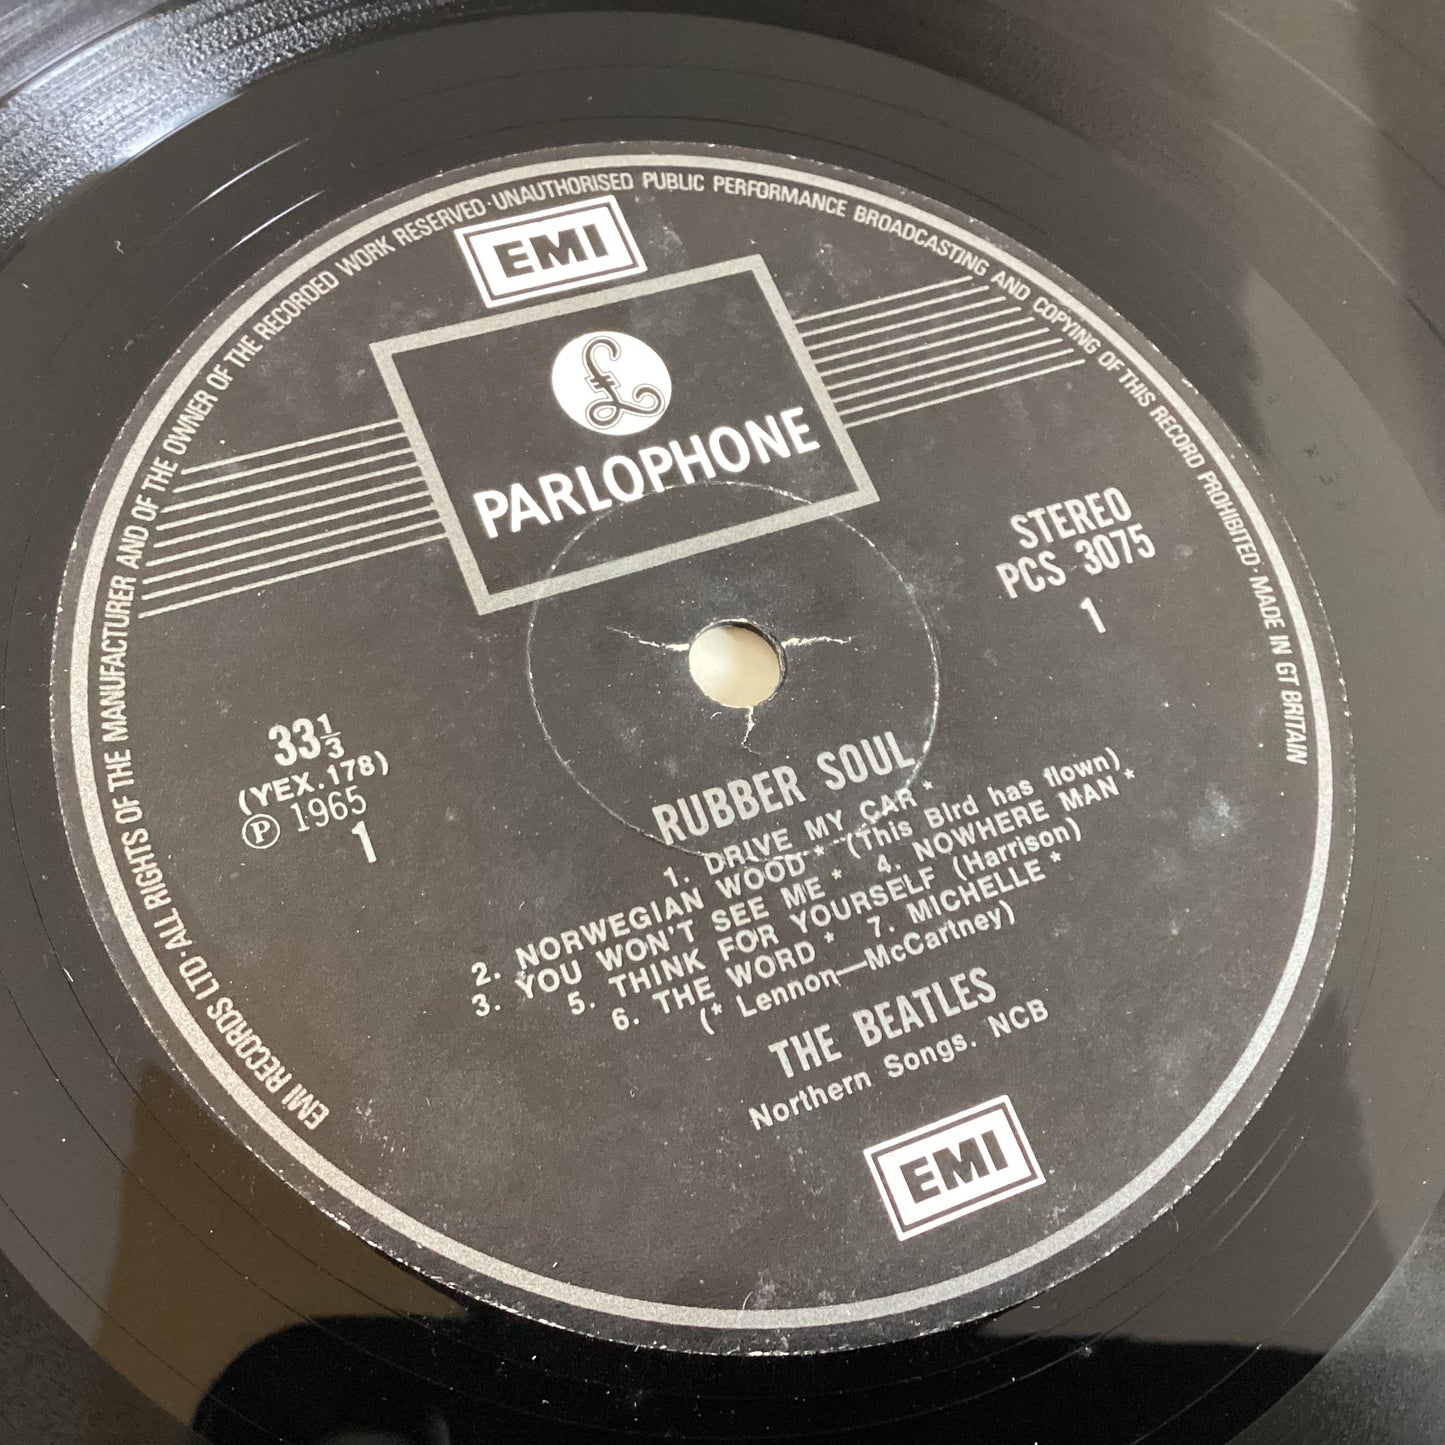 EMI RECORDS LTD · ALL RIGHTS OF THE MANUFACTURER AND OF THE OWNER OF THE RECORDED WORK RESERVED · UNAUTHORISED PUBLIC PERFORMANCE BROADCASTING AND COPYING OF THIS RECORD PROHIBITED · MADE IN GT BRITAIN
EMI
£
PARLOPHONE
STEREO
PCS 3075
1
33⅓
(YEX.178)
Ⓟ 1965
1
RUBBER SOUL
1. DRIVE MY CAR *
2. NORWEGIAN WOOD * (This Bird has flown)
3. YOU WON'T SEE ME * 4. NOWHERE MAN *
5. THINK FOR YOURSELF (Harrison)
6. THE WORD * 7. MICHELLE *
(* Lennon—McCartney)
THE BEATLES
Northern Songs. NCB
EMI